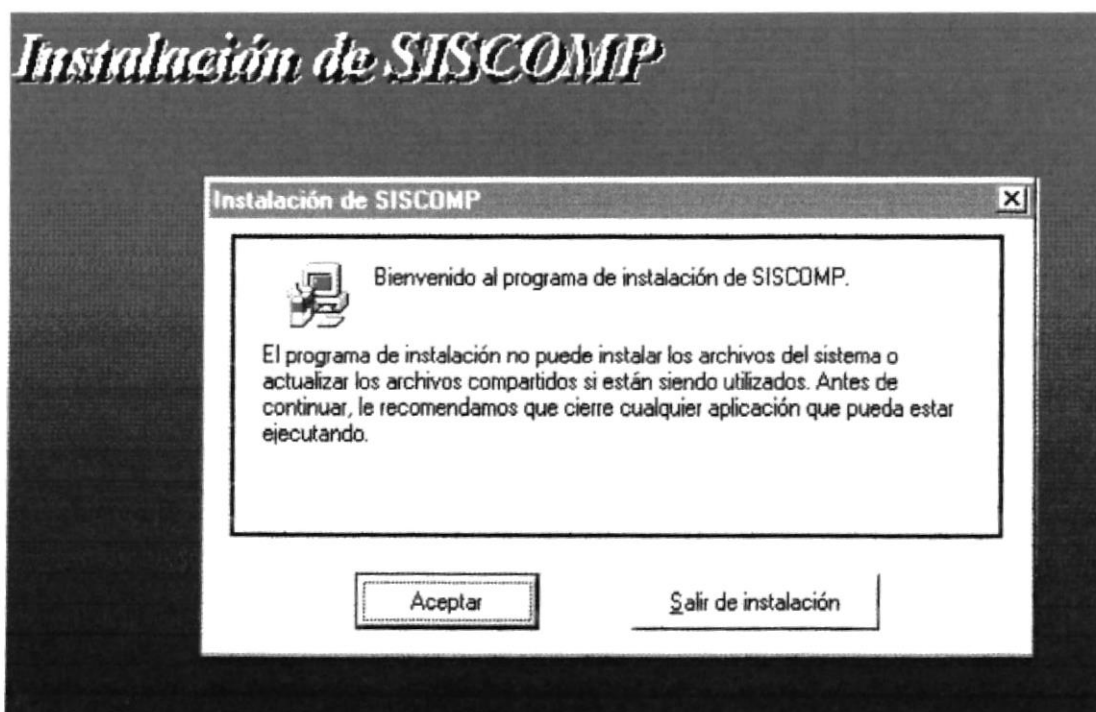 Instalación de SISCOMP
Instalación de SISCOMP
Bienvenido al programa de instalación de SISCOMP.
El programa de instalación no puede instalar los archivos del sistema o
actualizar los archivos compartidos si están siendo utilizados. Antes de
continuar, le recomendamos que cierre cualquier aplicación que pueda estar
ejecutando.
Aceptar
Salir de instalación